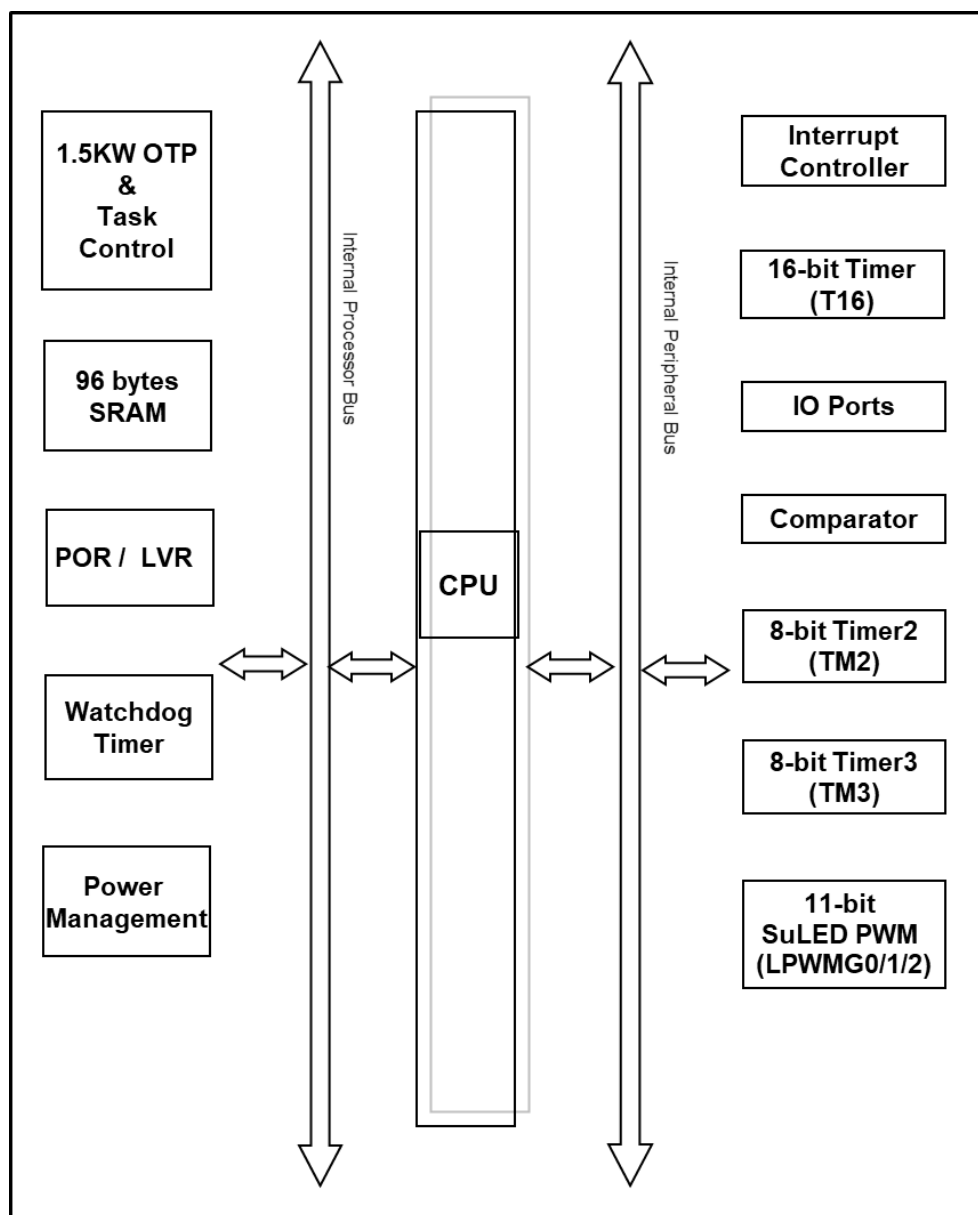 1.5KW OTP
&
Task
Control
96 bytes
SRAM
POR / LVR
Watchdog
Timer
Power
Management
Internal Processor Bus
CPU
Internal Peripheral Bus
Interrupt
Controller
16-bit Timer
(T16)
IO Ports
Comparator
8-bit Timer2
(TM2)
8-bit Timer3
(TM3)
11-bit
SuLED PWM
(LPWMG0/1/2)